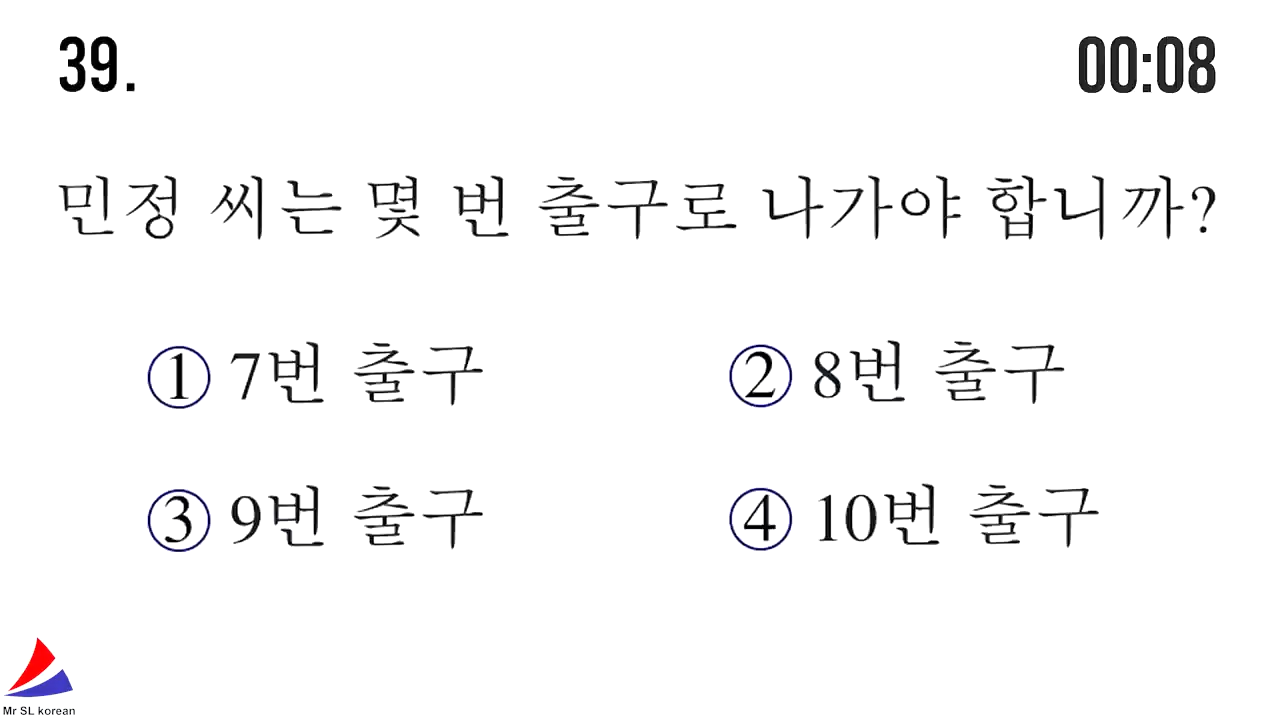 39.
00:08
민정 씨는 몇 번 출구로 나가야 합니까?
① 7번 출구
② 8번 출구
③ 9번 출구
④ 10번 출구
Mr SL korean